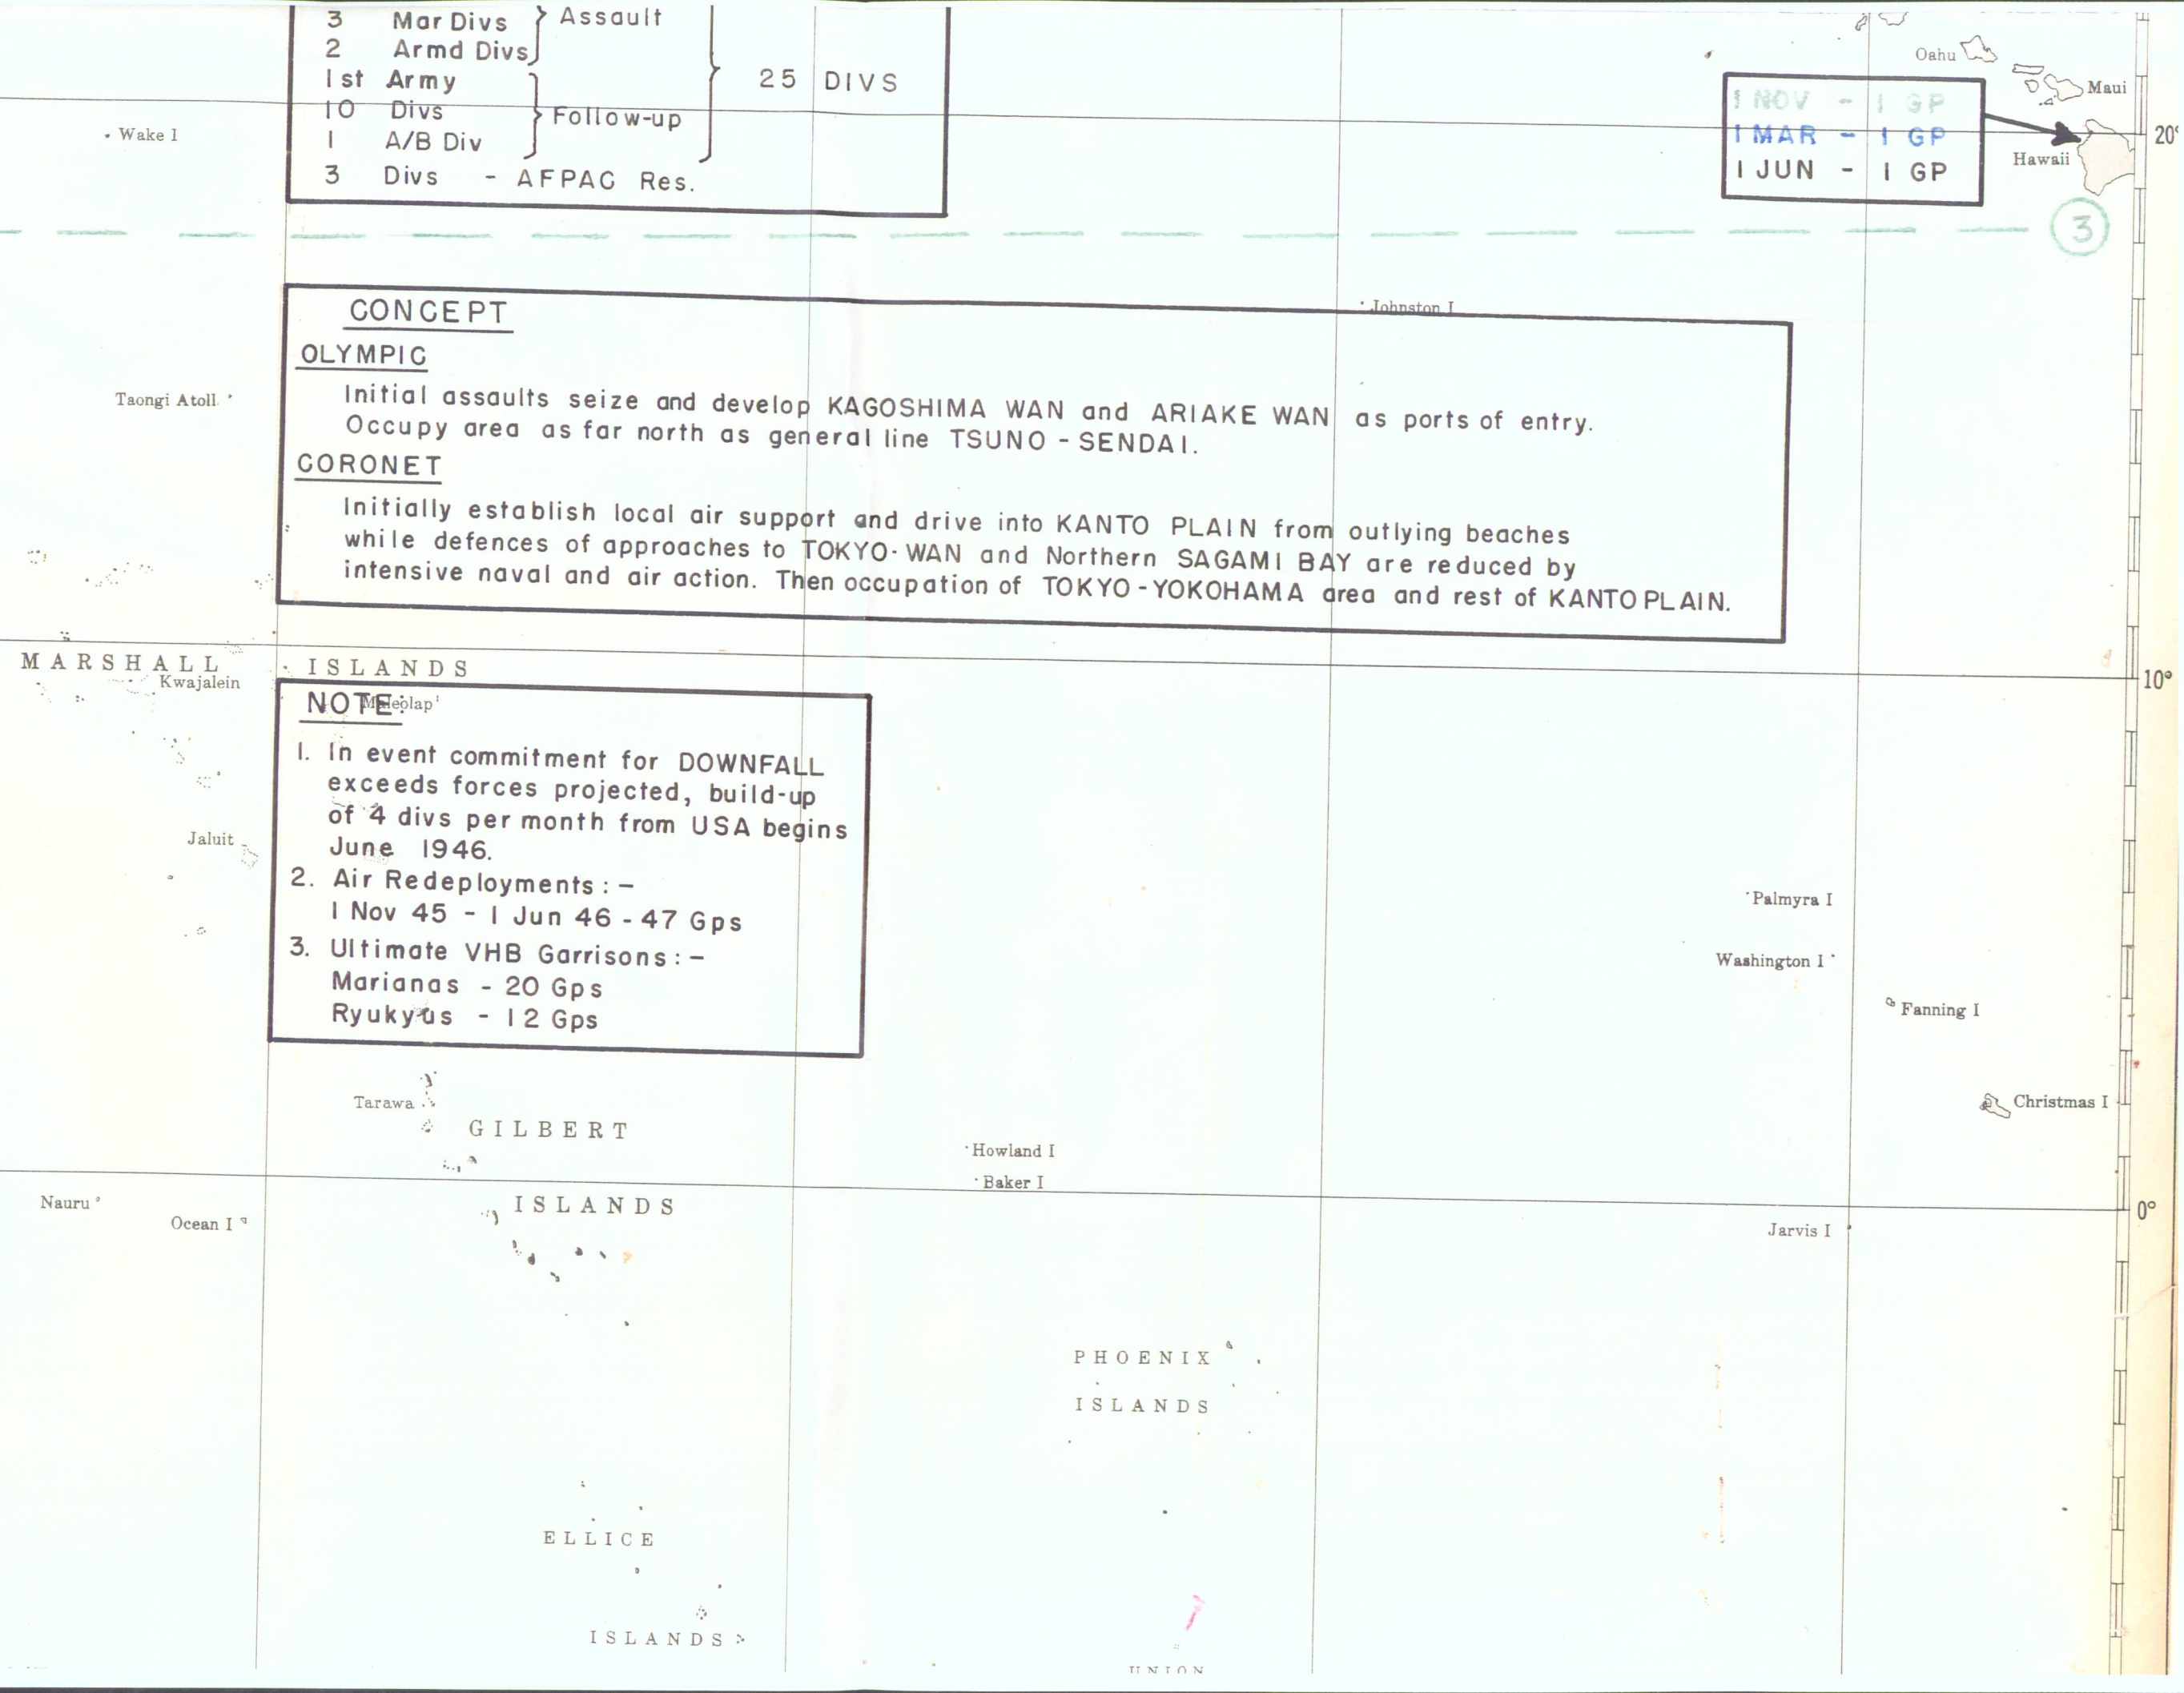 3 Mar Divs } Assault
2 Armd Divs
1st Army
25 DIVS
10 Divs } Follow-up
1 A/B Div
3 Divs - AFPAC Res.
Oahu
Maui
Hawaii
1 NOV - 1 GP
1 MAR - 1 GP
1 JUN - 1 GP
20°
3
Wake I
Johnston I
Taongi Atoll
CONCEPT
OLYMPIC
Initial assaults seize and develop KAGOSHIMA WAN and ARIAKE WAN as ports of entry.
Occupy area as far north as general line TSUNO - SENDAI.
CORONET
Initially establish local air support and drive into KANTO PLAIN from outlying beaches
while defences of approaches to TOKYO-WAN and Northern SAGAMI BAY are reduced by
intensive naval and air action. Then occupation of TOKYO-YOKOHAMA area and rest of KANTO PLAIN.
MARSHALL ISLANDS
Kwajalein
10°
Maleolap
NOTE:
1. In event commitment for DOWNFALL
exceeds forces projected, build-up
of 4 divs per month from USA begins
June 1946.
2. Air Redeployments:-
1 Nov 45 - 1 Jun 46 - 47 Gps
3. Ultimate VHB Garrisons:-
Marianas - 20 Gps
Ryukyus - 12 Gps
Jaluit
Palmyra I
Washington I
Fanning I
Christmas I
Tarawa
GILBERT
ISLANDS
Howland I
Baker I
0°
Nauru
Ocean I
Jarvis I
PHOENIX
ISLANDS
ELLICE
ISLANDS
UNION